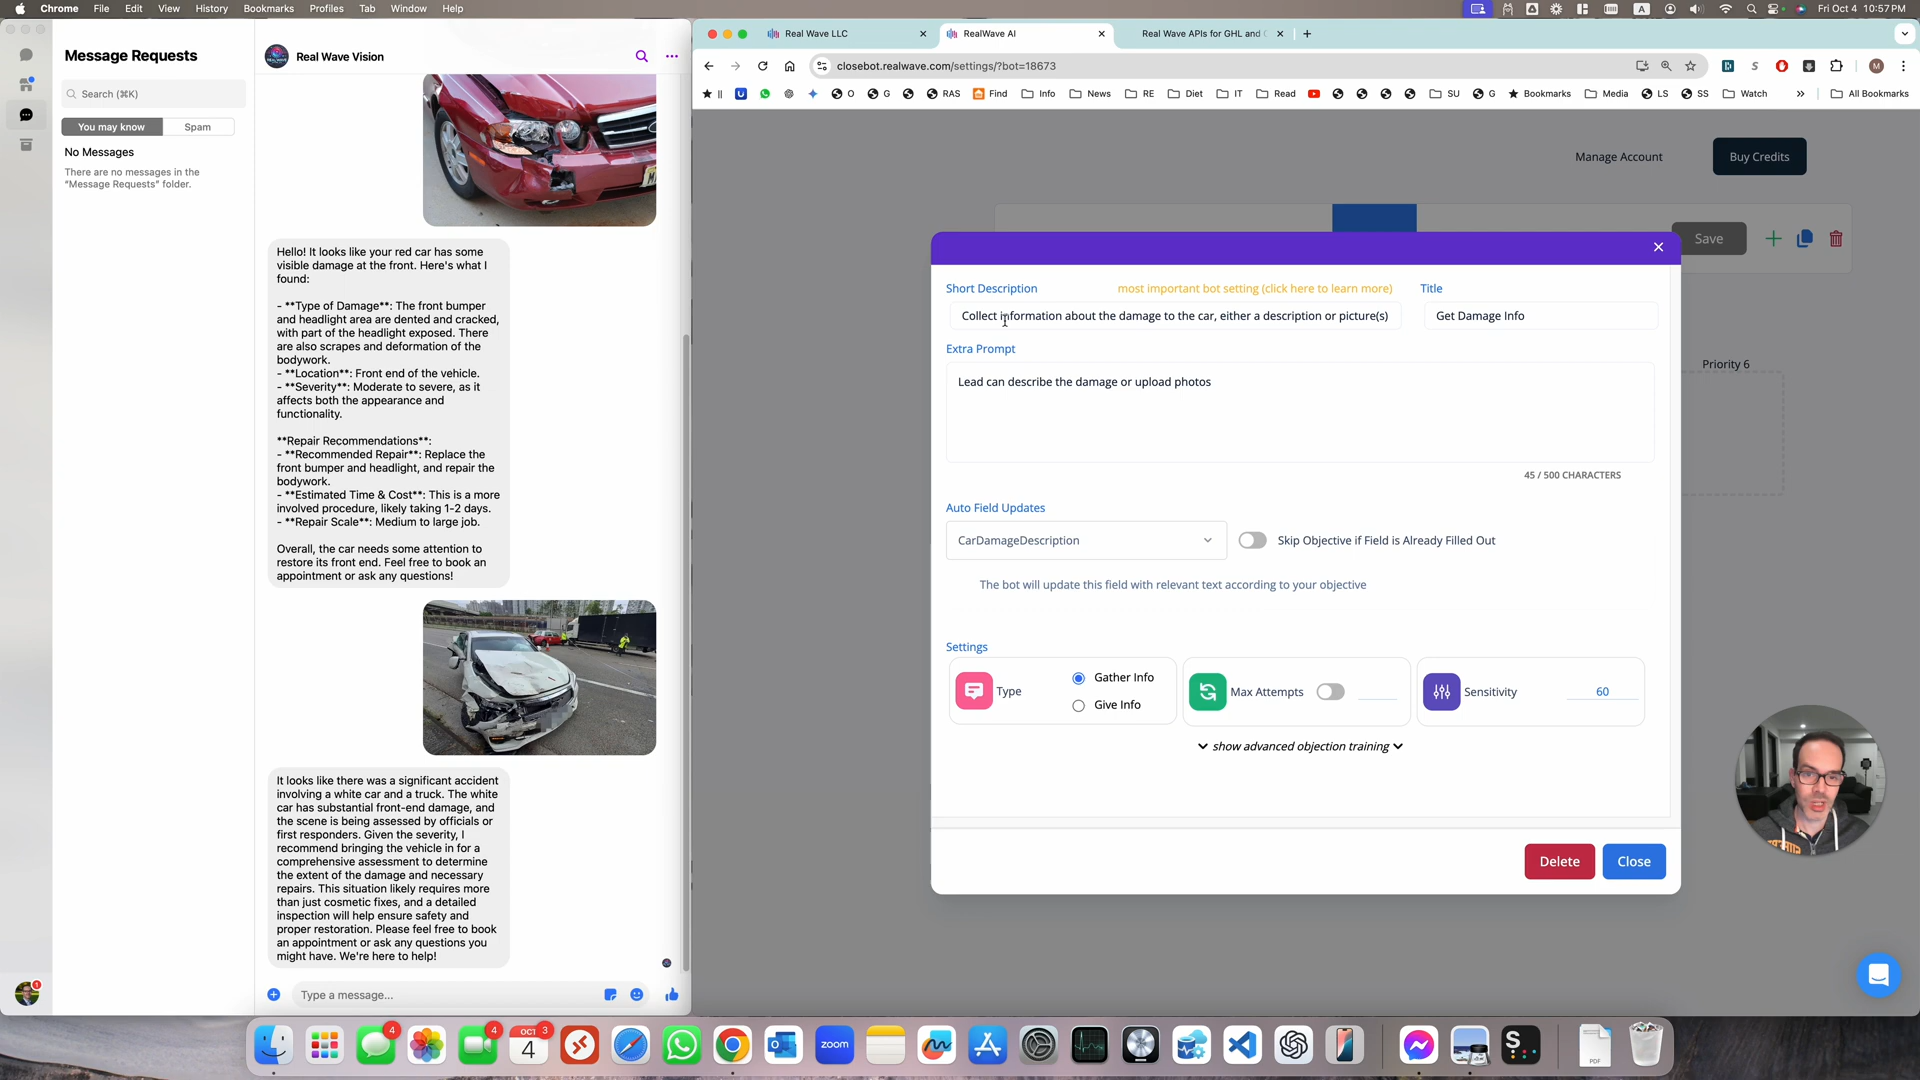 Chrome File Edit View History Bookmarks Profiles Tab Window Help
A Fri Oct 4 10:57 PM
Message Requests
Search (⌘K)
You may know Spam
No Messages
There are no messages in the
"Message Requests" folder.
Real Wave Vision
Hello! It looks like your red car has some
visible damage at the front. Here's what I
found:
- **Type of Damage**: The front bumper
and headlight area are dented and cracked,
with part of the headlight exposed. There
are also scrapes and deformation of the
bodywork.
- **Location**: Front end of the vehicle.
- **Severity**: Moderate to severe, as it
affects both the appearance and
functionality.
**Repair Recommendations**:
- **Recommended Repair**: Replace the
front bumper and headlight, and repair the
bodywork.
- **Estimated Time & Cost**: This is a more
involved procedure, likely taking 1-2 days.
- **Repair Scale**: Medium to large job.
Overall, the car needs some attention to
restore its front end. Feel free to book an
appointment or ask any questions!
It looks like there was a significant accident
involving a white car and a truck. The white
car has substantial front-end damage, and
the scene is being assessed by officials or
first responders. Given the severity, I
recommend bringing the vehicle in for a
comprehensive assessment to determine
the extent of the damage and necessary
repairs. This situation likely requires more
than just cosmetic fixes, and a detailed
inspection will help ensure safety and
proper restoration. Please feel free to book
an appointment or ask any questions you
might have. We're here to help!
Type a message...
Real Wave LLC RealWave AI Real Wave APIs for GHL and
closebot.realwave.com/settings/?bot=18673
M
|| O G RAS Find Info News RE Diet IT Read SU G Bookmarks Media LS SS Watch » All Bookmarks
Manage Account Buy Credits
Save
Priority 6
Short Description most important bot setting (click here to learn more) Title
Collect information about the damage to the car, either a description or picture(s) Get Damage Info
Extra Prompt
Lead can describe the damage or upload photos
45 / 500 CHARACTERS
Auto Field Updates
CarDamageDescription Skip Objective if Field is Already Filled Out
The bot will update this field with relevant text according to your objective
Settings
Type Gather Info Give Info Max Attempts Sensitivity 60
show advanced objection training
Delete Close
1
4 4 OCT 3 4 zoom PDF